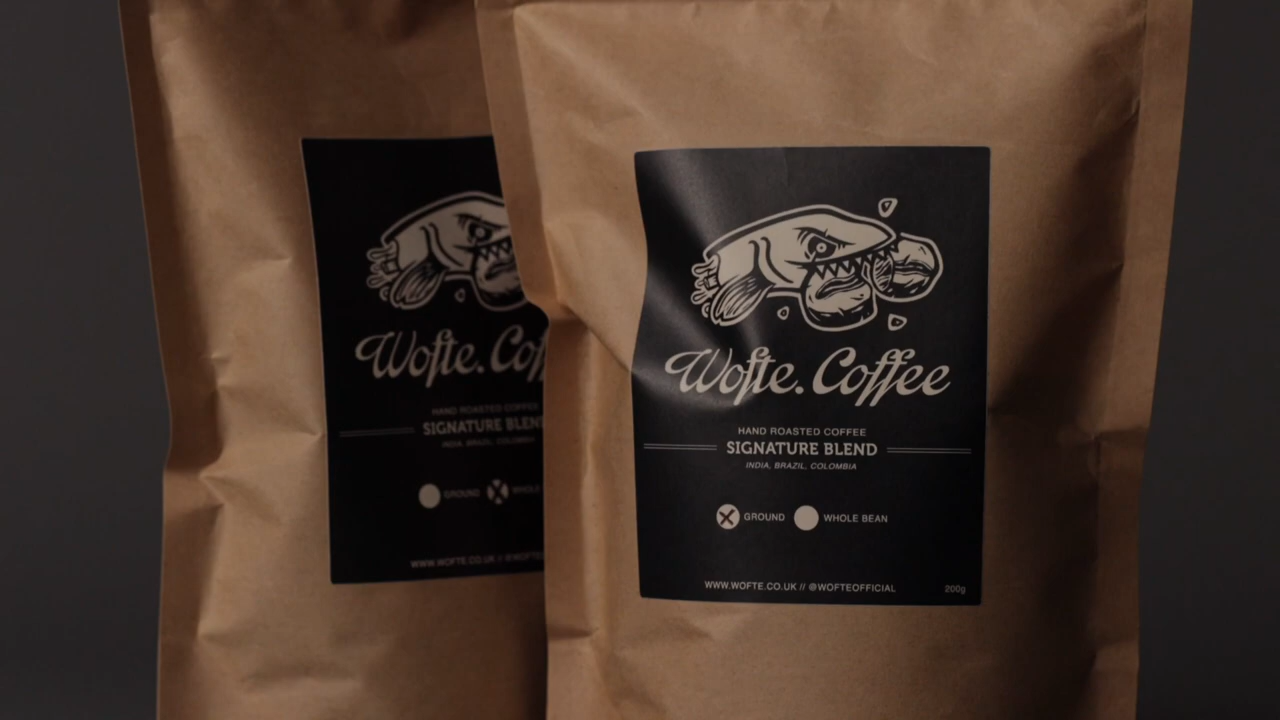 Wofte.Coffee
HAND ROASTED COFFEE
SIGNATURE BLEND
INDIA, BRAZIL, COLOMBIA
GROUND WHOLE BEAN
WWW.WOFTE.CO.UK // @WOFTEOFFICIAL
200g
Wofte.Cof
HAND ROASTED COFFEE
SIGNATURE BLEN
INDIA, BRAZIL, COLOMBIA
GROUND WHOLE
WWW.WOFTE.CO.UK // @WOFTE